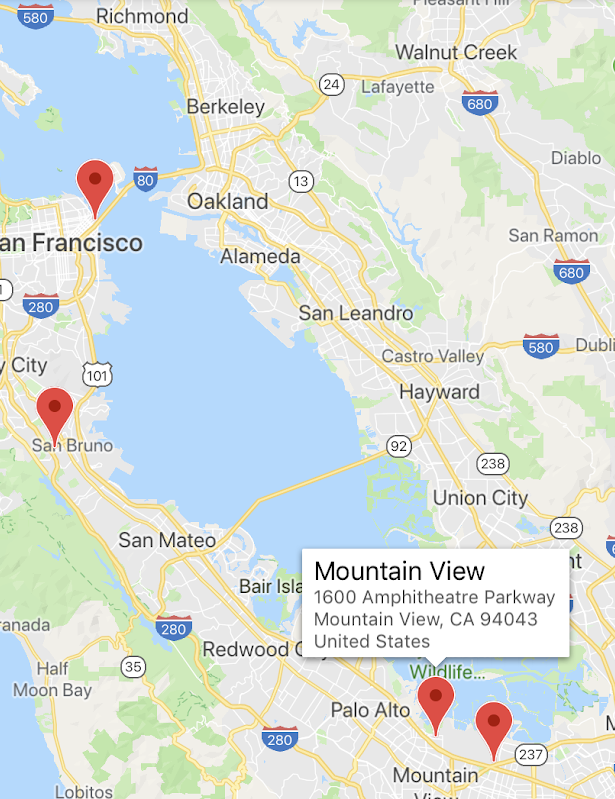 Pleasant Hill
580
Richmond
Walnut Creek
24
Lafayette
680
Berkeley
Diablo
80
13
Oakland
San Ramon
an Francisco
Alameda
680
1
280
San Leandro
580
Dubli
Castro Valley
y City
101
Hayward
San Bruno
92
238
Union City
238
San Mateo
nt
Mountain View
1600 Amphitheatre Parkway
Mountain View, CA 94043
United States
Bair Isla
280
ranada
Redwood C
Half
Moon Bay
35
Wildlife...
Palo Alto
280
237
Mountain
View
Lobitos